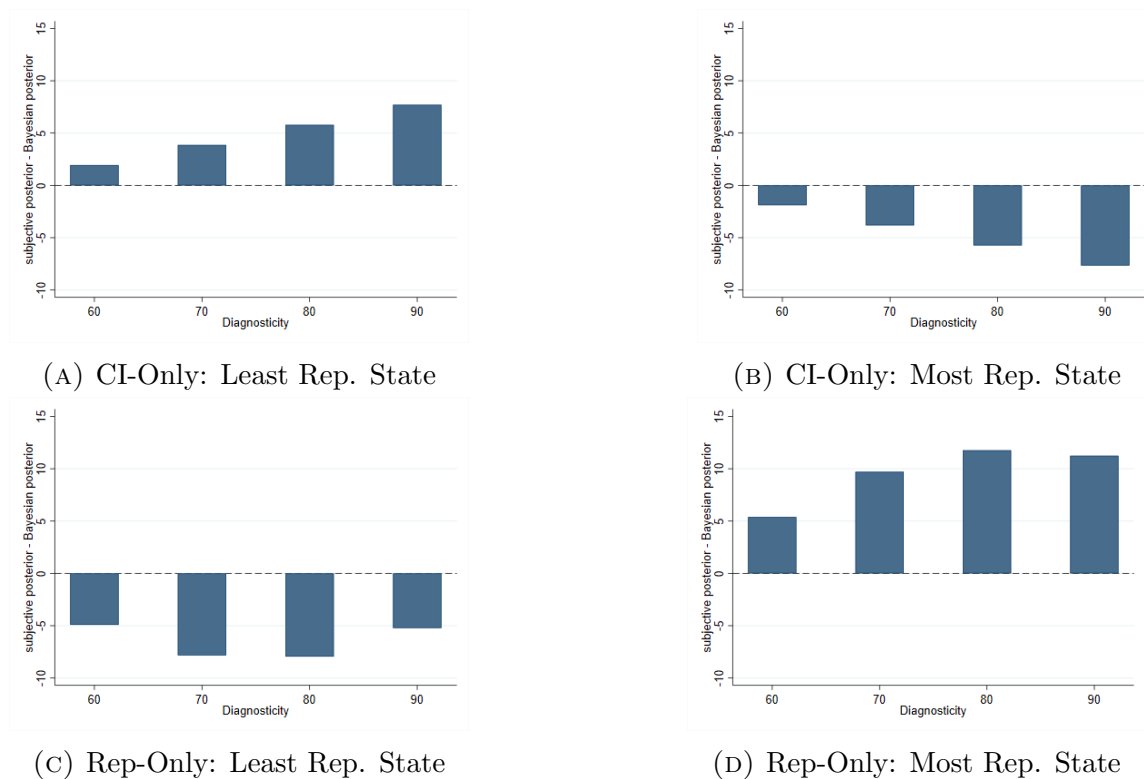 subjective posterior - Bayesian posterior
15
10
5
0
-5
-10
60 70 80 90
Diagnosticity
(A) CI-Only: Least Rep. State
subjective posterior - Bayesian posterior
15
10
5
0
-5
-10
60 70 80 90
Diagnosticity
(B) CI-Only: Most Rep. State
subjective posterior - Bayesian posterior
15
10
5
0
-5
-10
60 70 80 90
Diagnosticity
(C) Rep-Only: Least Rep. State
subjective posterior - Bayesian posterior
15
10
5
0
-5
-10
60 70 80 90
Diagnosticity
(D) Rep-Only: Most Rep. State